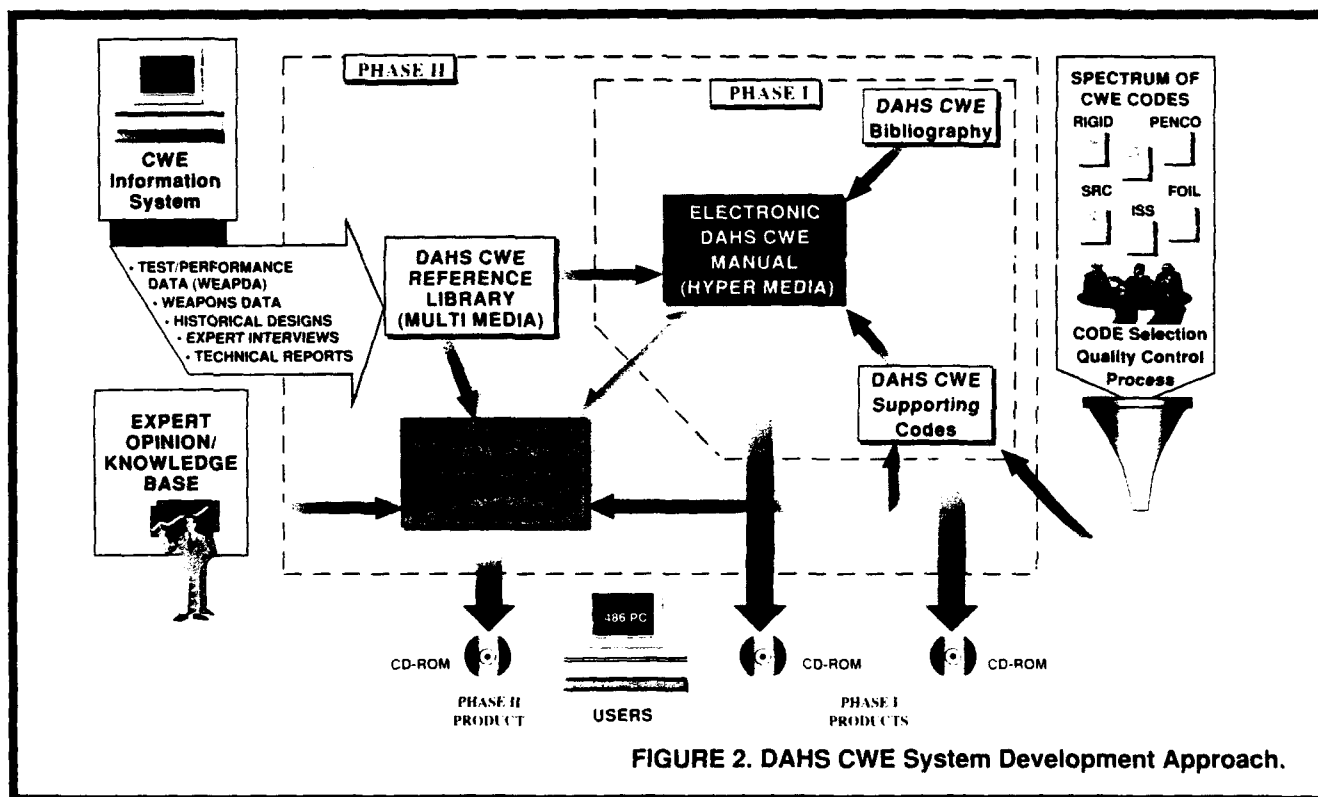 PHASE II
PHASE I
CWE
Information
System
• TEST/PERFORMANCE
DATA (WEAPDA)
• WEAPONS DATA
• HISTORICAL DESIGNS
• EXPERT INTERVIEWS
• TECHNICAL REPORTS
EXPERT
OPINION/
KNOWLEDGE
BASE
DAHS CWE
REFERENCE
LIBRARY
(MULTI MEDIA)
DAHS CWE
Bibliography
ELECTRONIC
DAHS CWE
MANUAL
(HYPER MEDIA)
DAHS CWE
Supporting
Codes
SPECTRUM OF
CWE CODES
RIGID
PENCO
SRC
ISS
FOIL
CODE Selection
Quality Control
Process
486 PC
USERS
CD-ROM
PHASE II
PRODUCT
CD-ROM
CD-ROM
PHASE I
PRODUCTS
FIGURE 2. DAHS CWE System Development Approach.